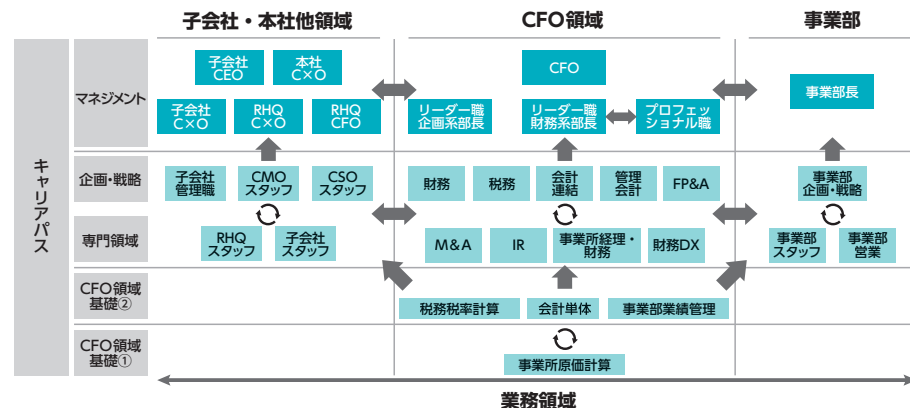 子会社・本社他領域
CFO領域
事業部
キャリアパス
マネジメント
子会社
CEO
本社
C×O
CFO
事業部長
子会社
C×O
RHQ
C×O
RHQ
CFO
リーダー職
企画系部長
リーダー職
財務系部長
プロフェッ
ショナル職
企画・戦略
子会社
管理職
CMO
スタッフ
CSO
スタッフ
財務
税務
会計
連結
管理
会計
FP&A
事業部
企画・戦略
専門領域
RHQ
スタッフ
子会社
スタッフ
M&A
IR
事業所経理・
財務
財務DX
事業部
スタッフ
事業部
営業
CFO領域
基礎②
税務税率計算
会計単体
事業部業績管理
CFO領域
基礎①
事業所原価計算
業務領域